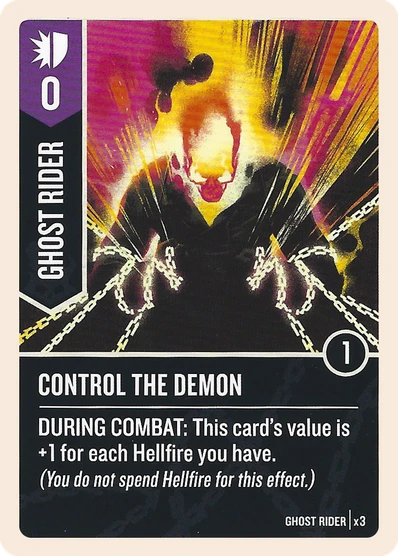 0
GHOST RIDER
1
CONTROL THE DEMON
DURING COMBAT: This card's value is
+1 for each Hellfire you have.
(You do not spend Hellfire for this effect.)
GHOST RIDER | x3